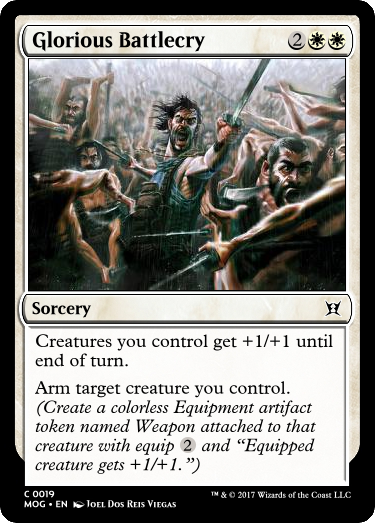 Glorious Battlecry 2
Sorcery
Creatures you control get +1/+1 until
end of turn.
Arm target creature you control.
(Create a colorless Equipment artifact
token named Weapon attached to that
creature with equip 2 and “Equipped
creature gets +1/+1.”)
C 0019
MOG • EN Joel Dos Reis Viegas
™ & © 2017 Wizards of the Coast LLC